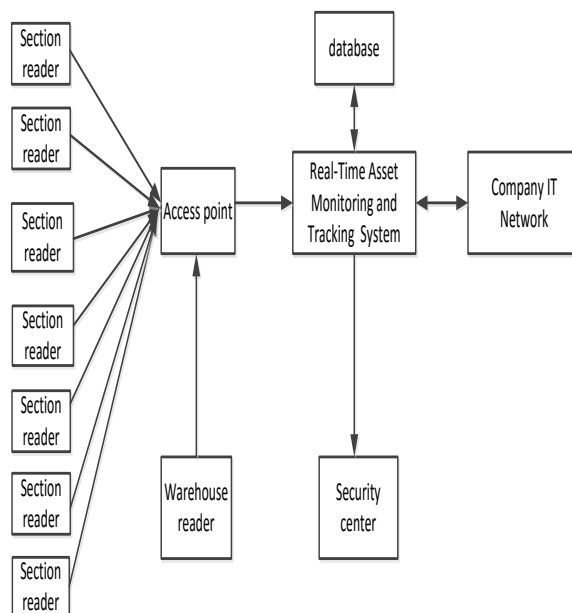 Section
reader
Section
reader
Section
reader
Section
reader
Section
reader
Section
reader
Section
reader
Access point
Warehouse
reader
database
Real-Time Asset
Monitoring and
Tracking System
Security
center
Company IT
Network